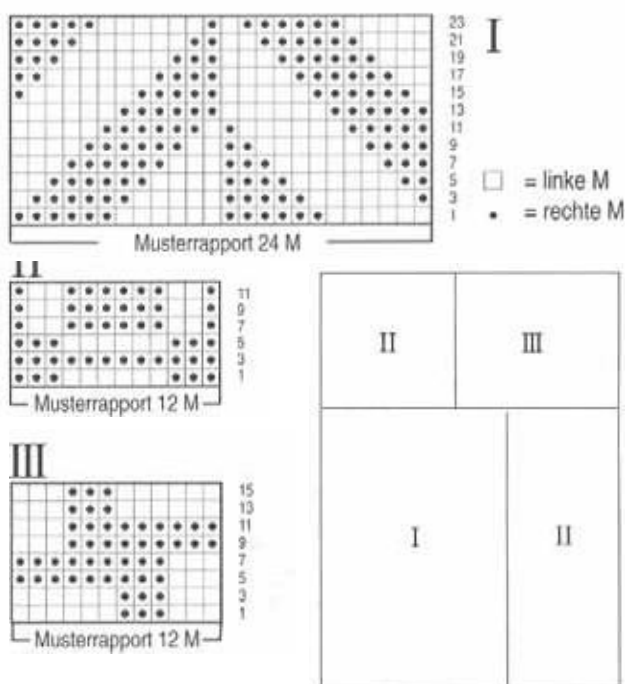 I
23
21
19
17
15
13
11
9
7
5
3
1
□ = linke M
• = rechte M
Musterrapport 24 M
II
11
9
7
5
3
1
Musterrapport 12 M
III
15
13
11
9
7
5
3
1
Musterrapport 12 M
II III
I II